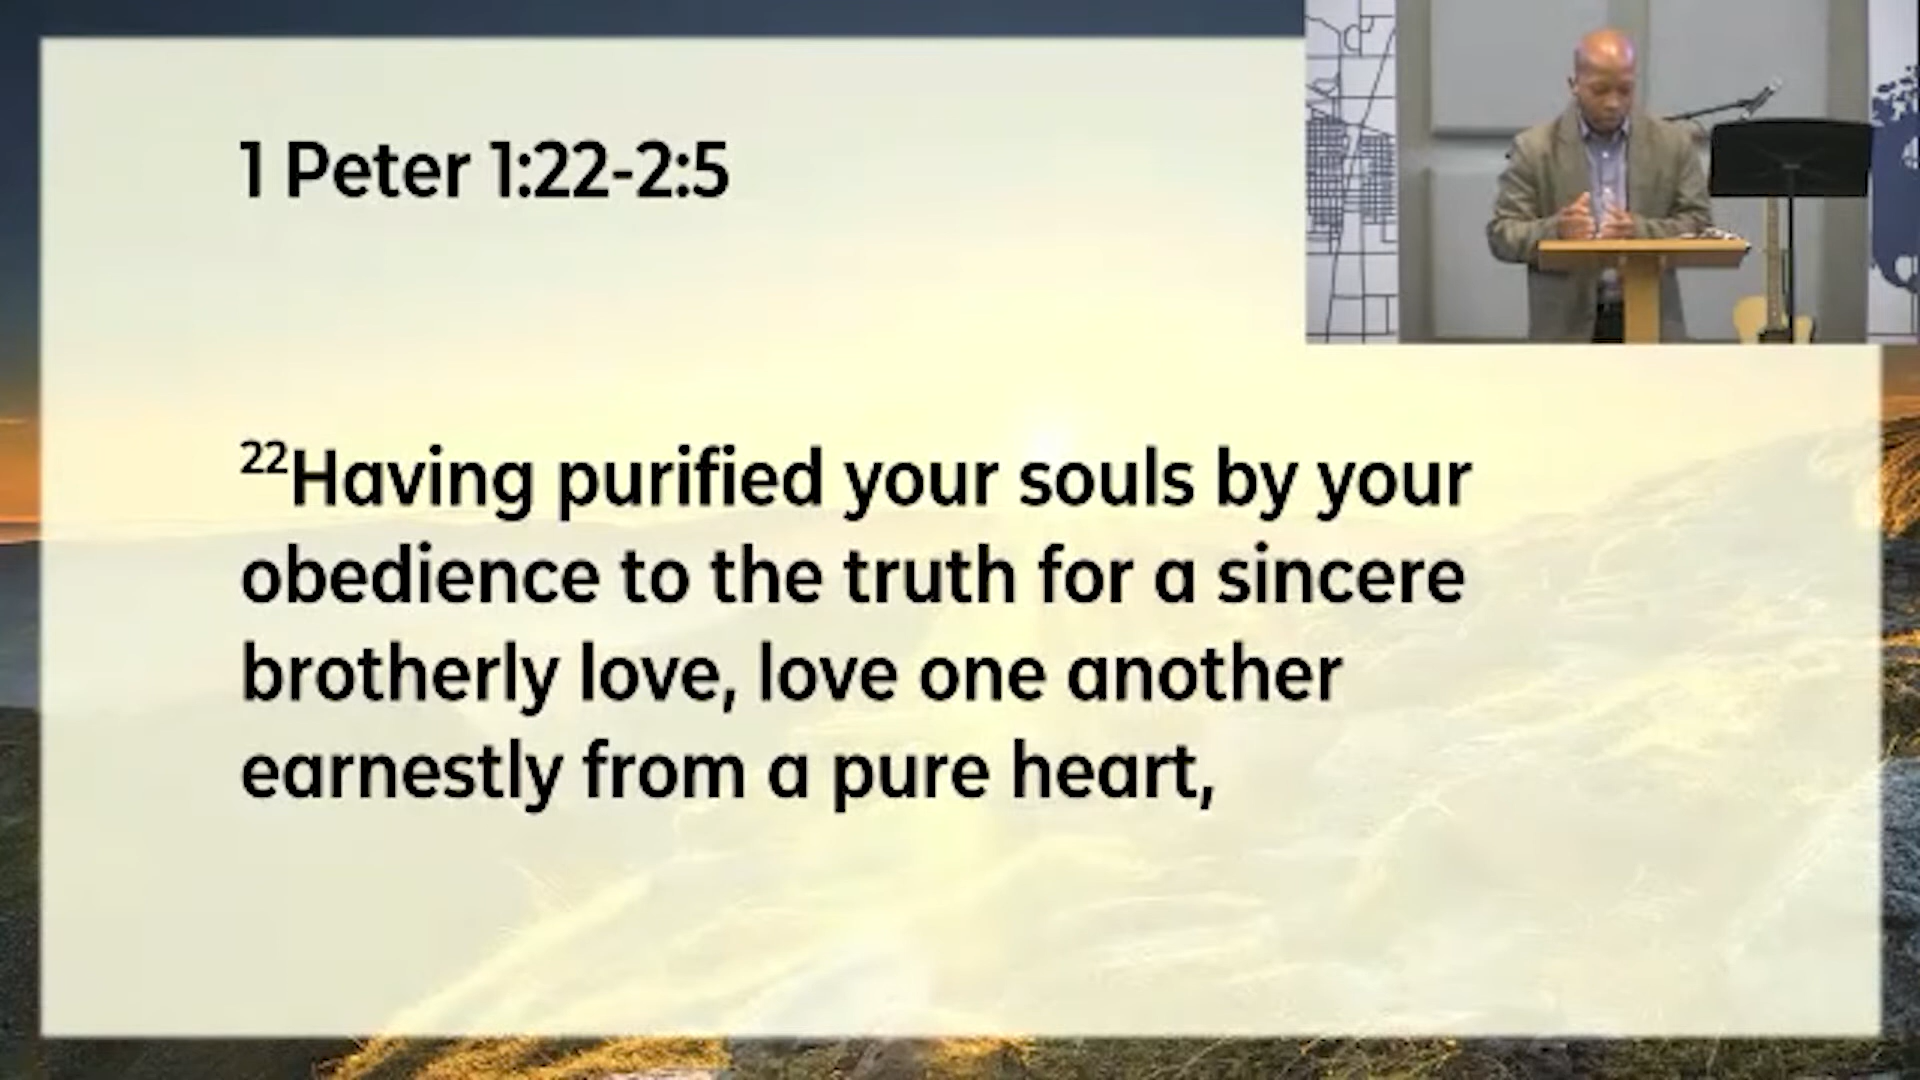 1 Peter 1:22-2:5
22Having purified your souls by your
obedience to the truth for a sincere
brotherly love, love one another
earnestly from a pure heart,